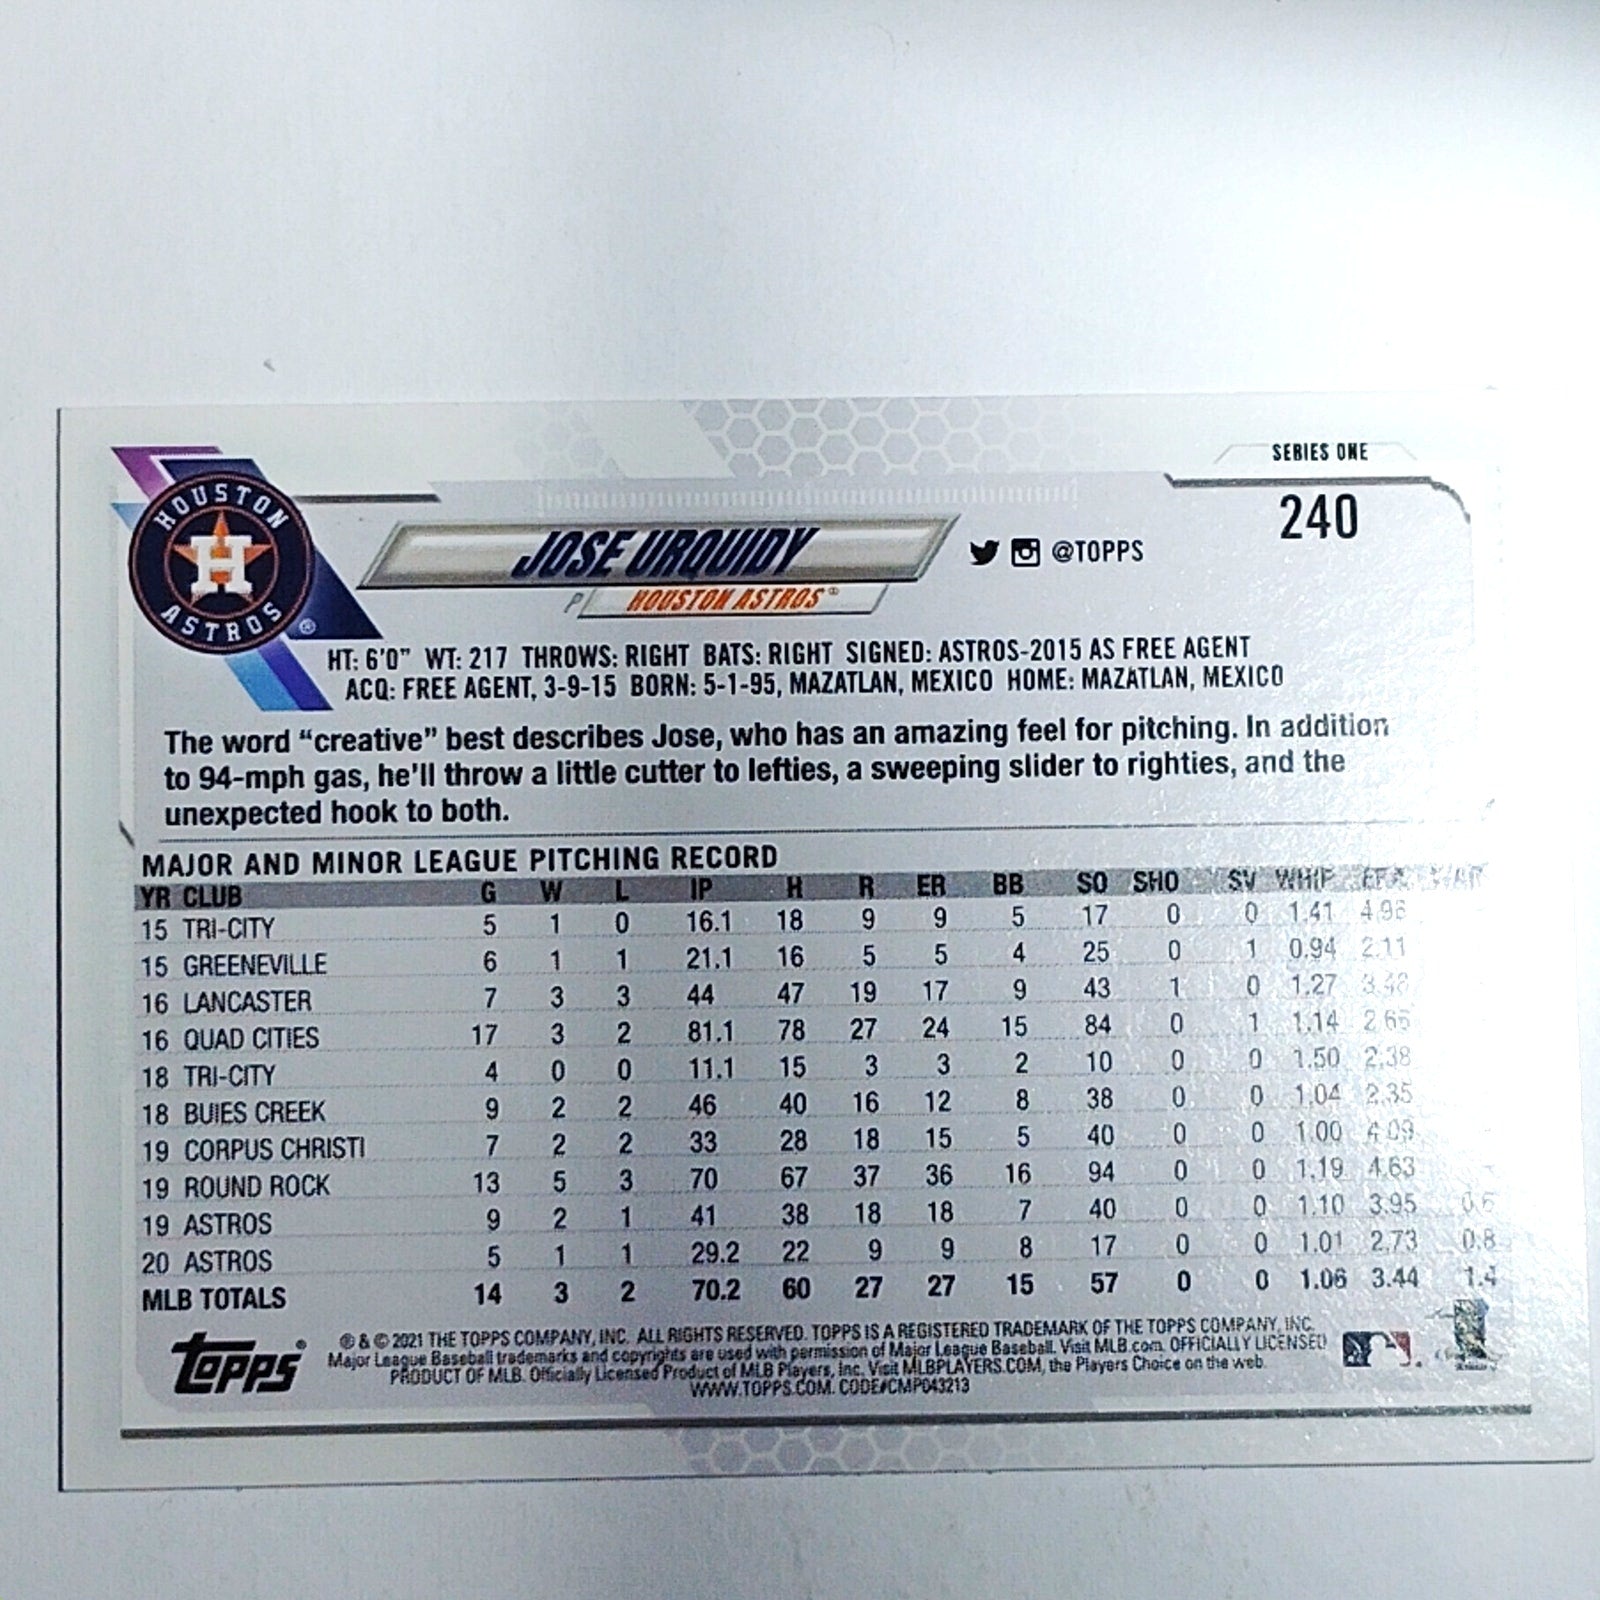 SERIES ONE
240
HOUSTON
ASTROS
®
JOSE URQUIDY
@TOPPS
P HOUSTON ASTROS®
HT: 6'0" WT: 217 THROWS: RIGHT BATS: RIGHT SIGNED: ASTROS-2015 AS FREE AGENT
ACQ: FREE AGENT, 3-9-15 BORN: 5-1-95, MAZATLAN, MEXICO HOME: MAZATLAN, MEXICO
The word “creative” best describes Jose, who has an amazing feel for pitching. In addition
to 94-mph gas, he'll throw a little cutter to lefties, a sweeping slider to righties, and the
unexpected hook to both.
MAJOR AND MINOR LEAGUE PITCHING RECORD
YR CLUB G W L IP H R ER BB SO SHO SV WHIP ERA WAR
15 TRI-CITY 5 1 0 16.1 18 9 9 5 17 0 0 1.41 4.96
15 GREENEVILLE 6 1 1 21.1 16 5 5 4 25 0 1 0.94 2.11
16 LANCASTER 7 3 3 44 47 19 17 9 43 1 0 1.27 3.48
16 QUAD CITIES 17 3 2 81.1 78 27 24 15 84 0 1 1.14 2.66
18 TRI-CITY 4 0 0 11.1 15 3 3 2 10 0 0 1.50 2.38
18 BUIES CREEK 9 2 2 46 40 16 12 8 38 0 0 1.04 2.35
19 CORPUS CHRISTI 7 2 2 33 28 18 15 5 40 0 0 1.00 4.09
19 ROUND ROCK 13 5 3 70 67 37 36 16 94 0 0 1.19 4.63
19 ASTROS 9 2 1 41 38 18 18 7 40 0 0 1.10 3.95 0.6
20 ASTROS 5 1 1 29.2 22 9 9 8 17 0 0 1.01 2.73 0.8
MLB TOTALS 14 3 2 70.2 60 27 27 15 57 0 0 1.06 3.44 1.4
Topps®
® & © 2021 THE TOPPS COMPANY, INC. ALL RIGHTS RESERVED. TOPPS IS A REGISTERED TRADEMARK OF THE TOPPS COMPANY, INC.
Major League Baseball trademarks and copyrights are used with permission of Major League Baseball. Visit MLB.com. OFFICIALLY LICENSED
PRODUCT OF MLB. Officially Licensed Product of MLB Players, Inc. Visit MLBPLAYERS.COM, the Players Choice on the web.
WWW.TOPPS.COM. CODE#CMP043213